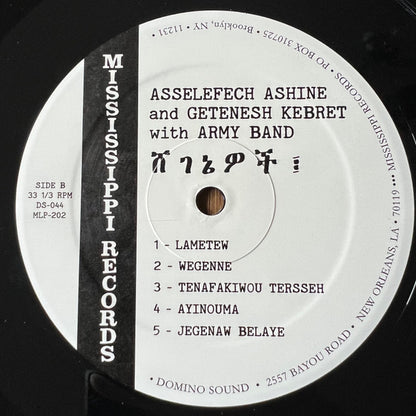 ASSELEFECH ASHINE
and GETENESH KEBRET
with ARMY BAND
ሸገኔዎች ፤
SIDE B
33 1/3 RPM
DS-044
MLP-202
MISSISSIPPI RECORDS
1 - LAMETEW
2 - WEGENNE
3 - TENAFAKIWOU TERSSEH
4 - AYINOUMA
5 - JEGENAW BELAYE
• DOMINO SOUND • 2557 BAYOU ROAD • NEW ORLEANS, LA • 70119 ••• MISSISSIPPI RECORDS • PO BOX 310725 • Brooklyn, NY • 11231 •